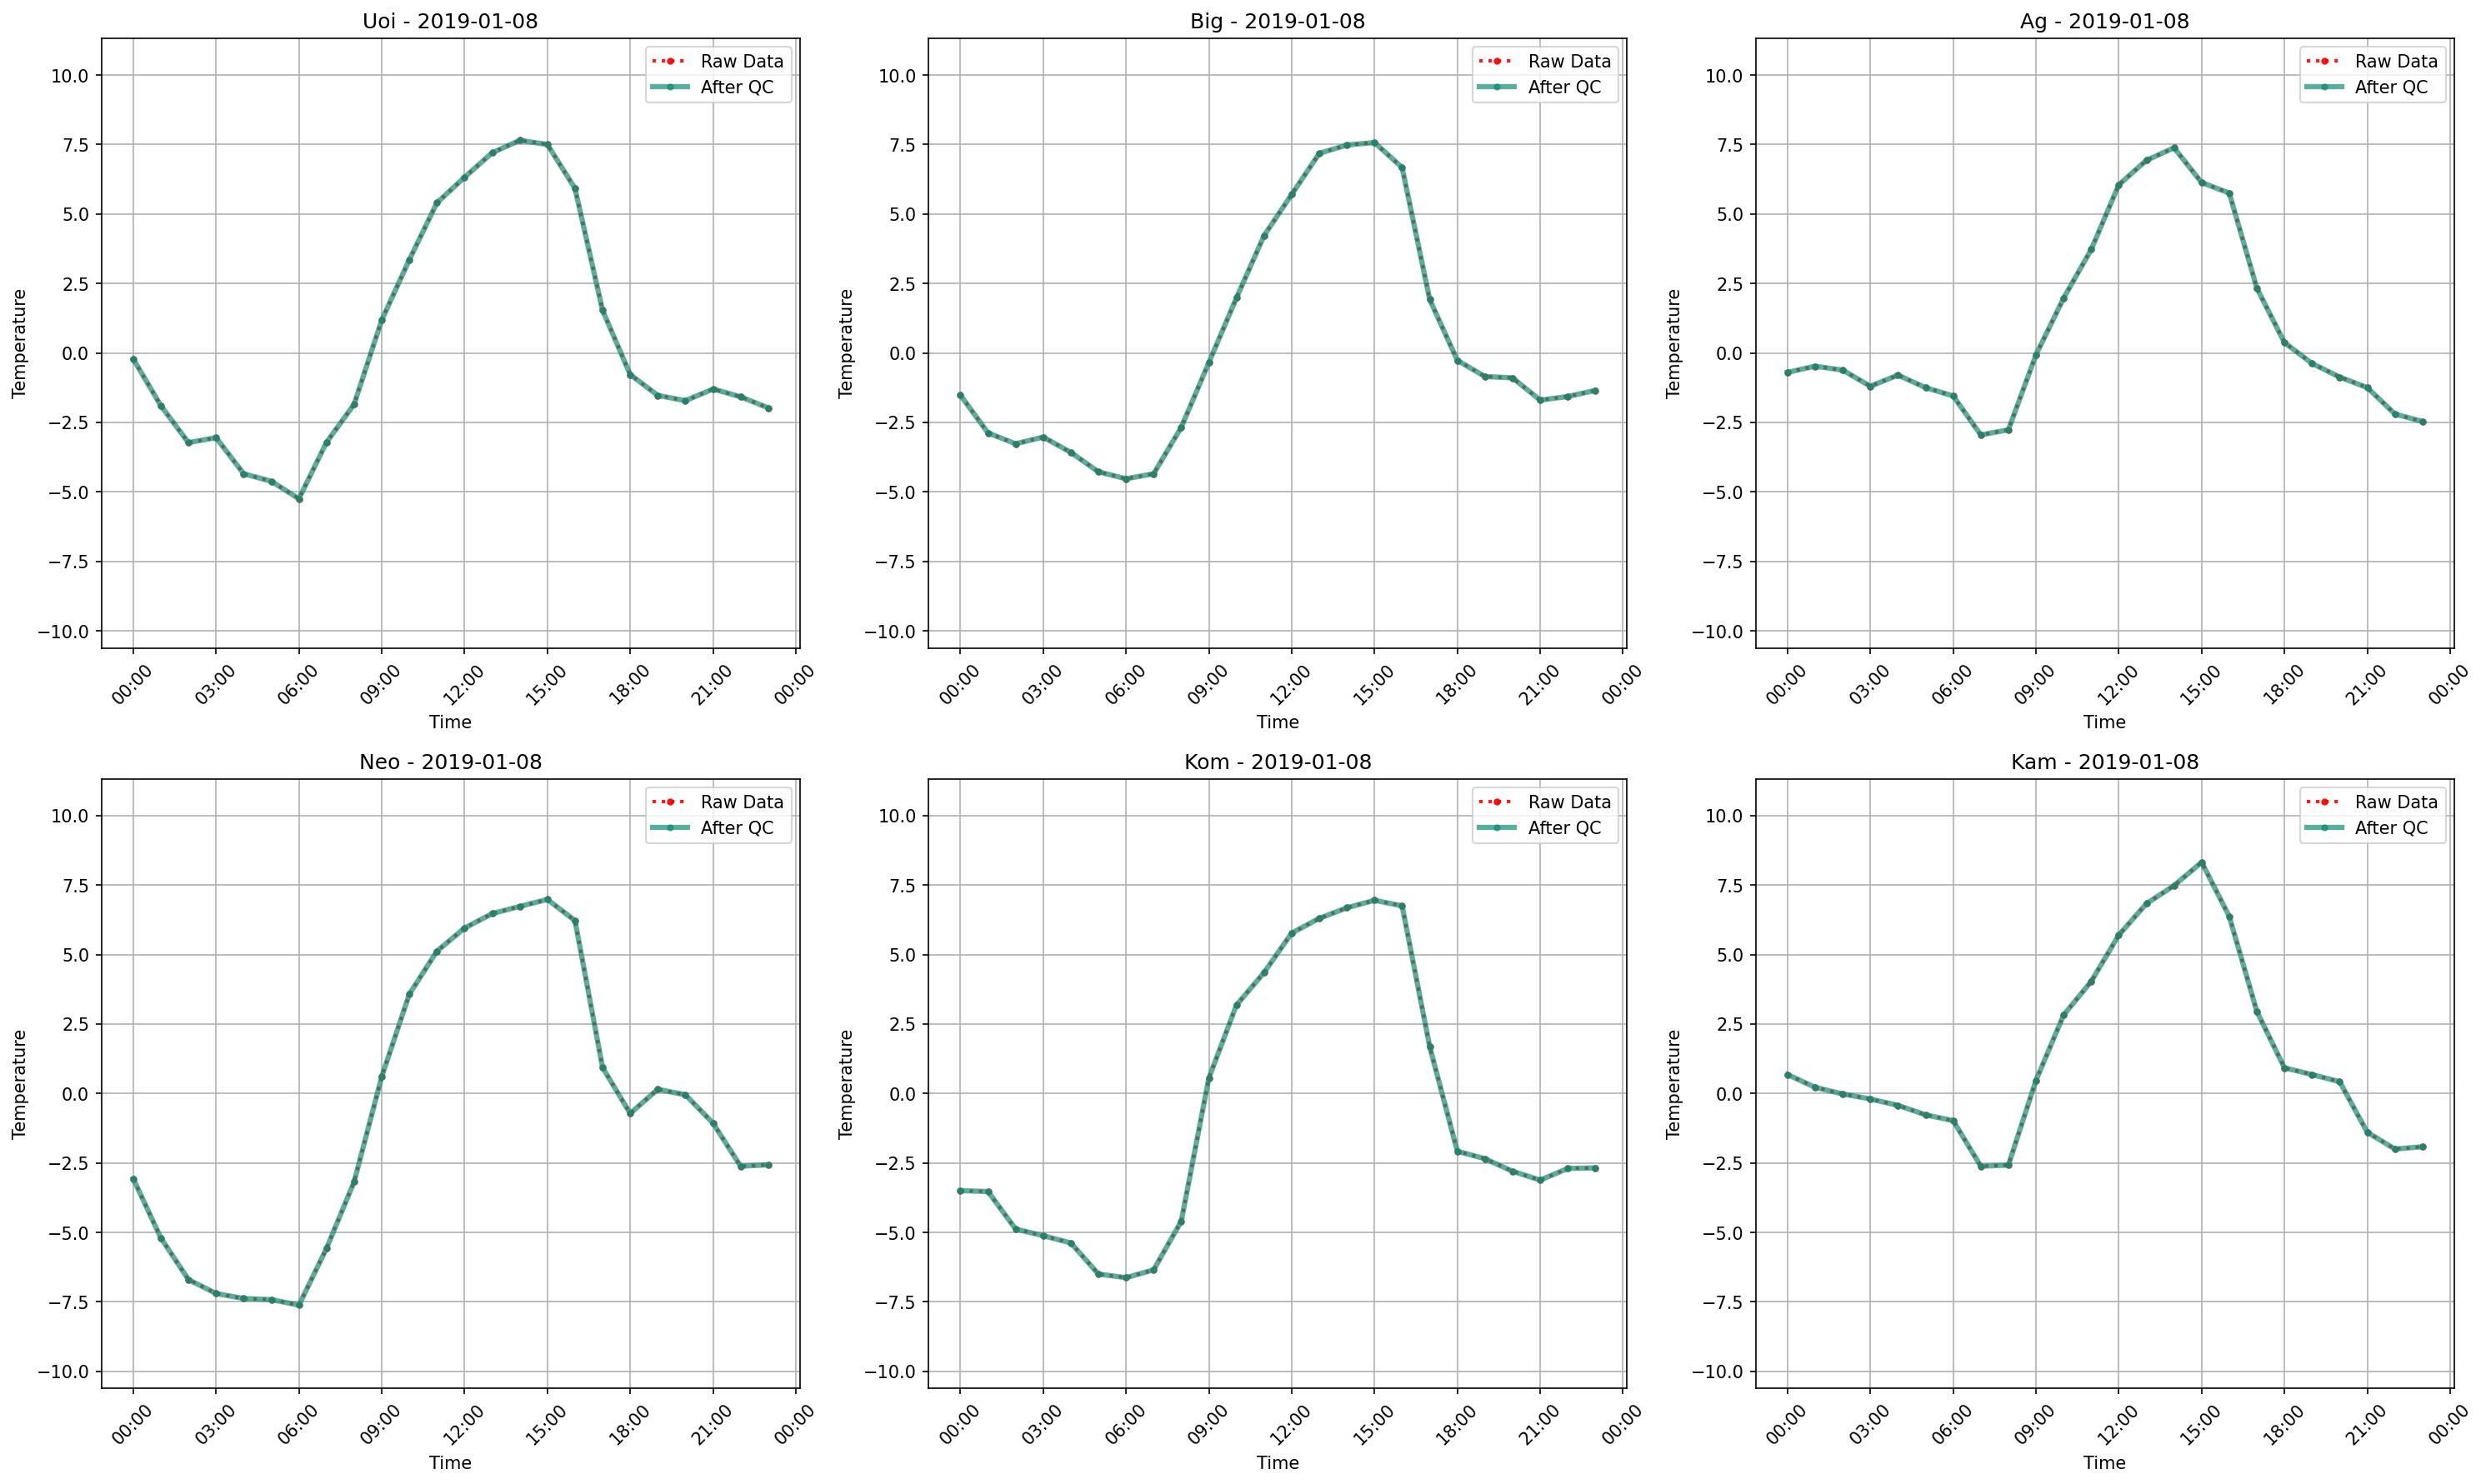 Uoi - 2019-01-08
Raw Data
After QC
10.0
7.5
5.0
2.5
0.0
−2.5
−5.0
−7.5
−10.0
Temperature
00:00 03:00 06:00 09:00 12:00 15:00 18:00 21:00 00:00
Time
Big - 2019-01-08
Raw Data
After QC
10.0
7.5
5.0
2.5
0.0
−2.5
−5.0
−7.5
−10.0
Temperature
00:00 03:00 06:00 09:00 12:00 15:00 18:00 21:00 00:00
Time
Ag - 2019-01-08
Raw Data
After QC
10.0
7.5
5.0
2.5
0.0
−2.5
−5.0
−7.5
−10.0
Temperature
00:00 03:00 06:00 09:00 12:00 15:00 18:00 21:00 00:00
Time
Neo - 2019-01-08
Raw Data
After QC
10.0
7.5
5.0
2.5
0.0
−2.5
−5.0
−7.5
−10.0
Temperature
00:00 03:00 06:00 09:00 12:00 15:00 18:00 21:00 00:00
Time
Kom - 2019-01-08
Raw Data
After QC
10.0
7.5
5.0
2.5
0.0
−2.5
−5.0
−7.5
−10.0
Temperature
00:00 03:00 06:00 09:00 12:00 15:00 18:00 21:00 00:00
Time
Kam - 2019-01-08
Raw Data
After QC
10.0
7.5
5.0
2.5
0.0
−2.5
−5.0
−7.5
−10.0
Temperature
00:00 03:00 06:00 09:00 12:00 15:00 18:00 21:00 00:00
Time